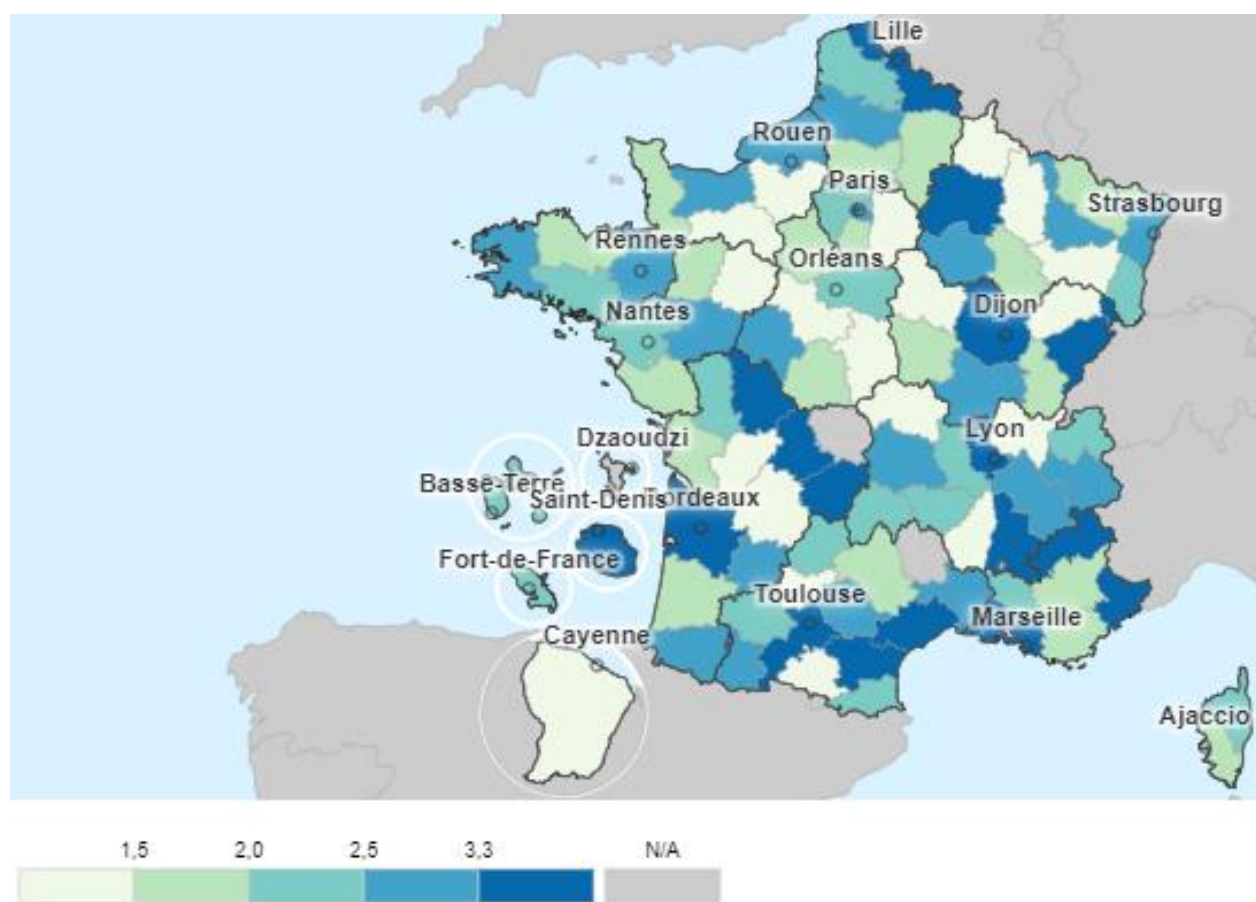 Lille
Rouen
Paris
Strasbourg
Rennes
Orléans
Dijon
Nantes
Dzaoudzi
Lyon
Basse-Terre
Saint-Denis
Bordeaux
Fort-de-France
Toulouse
Marseille
Cayenne
Ajaccio
1,5 2,0 2,5 3,3 N/A